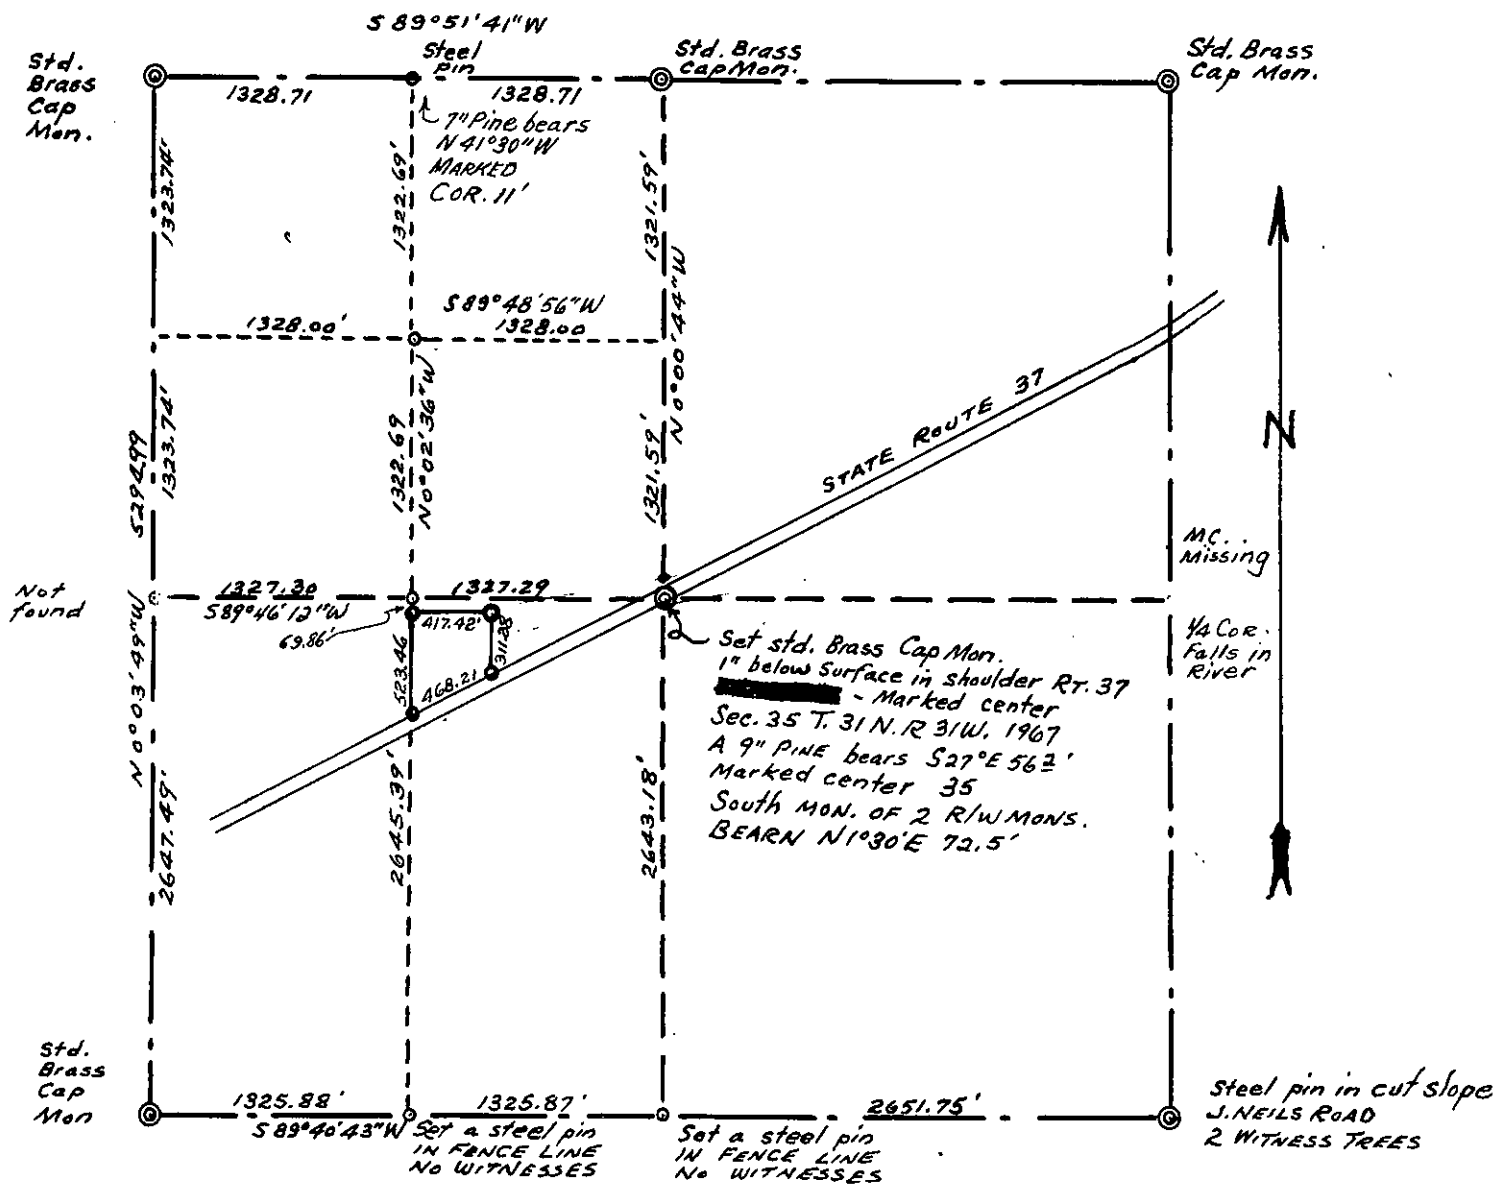 S 89°51'41"W
Std.
Brass
Cap
Mon.
Steel
pin
Std. Brass
Cap Mon.
Std. Brass
Cap Mon.
1328.71
1328.71
7" Pine bears
N 41°30"W
MARKED
COR. 11'
1323.74'
1322.69'
1321.59'
N 0°00'44"W
S 89°48'56"W
1328.00'
1328.00
STATE ROUTE 37
N
1323.74'
1322.69
N 0°02'36"W
1321.59'
5294.99
N 0°03'49"W
Not
found
1327.30
1327.29
S 89°46'12"W
69.86'
417.42'
311.28
523.46
468.21
MC.
Missing
1/4 COR.
Falls in
River
Set std. Brass Cap Mon.
1" below Surface in shoulder RT. 37
- Marked center
Sec. 35 T. 31 N. R 31 W. 1967
A 9" PINE bears S 27° E 56 2'
Marked center 35
South MON. OF 2 R/W MONS.
BEARN N 1°30'E 72.5'
2647.49'
2645.39'
2643.18'
Std.
Brass
Cap
Mon
1325.88'
1325.87'
2651.75'
S 89°40'43"W
Set a steel pin
IN FENCE LINE
No WITNESSES
Set a steel pin
IN FENCE LINE
No WITNESSES
Steel pin in cut slope
J. NEILS ROAD
2 WITNESS TREES